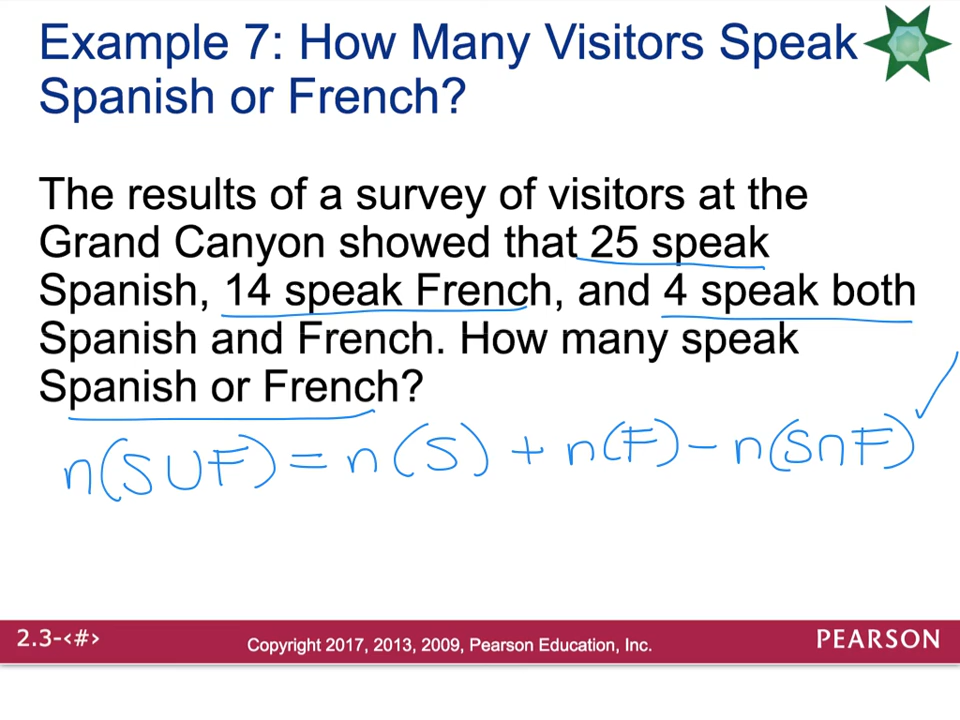 Example 7: How Many Visitors Speak
Spanish or French?
The results of a survey of visitors at the
Grand Canyon showed that 25 speak
Spanish, 14 speak French, and 4 speak both
Spanish and French. How many speak
Spanish or French?
n(S∪F) = n(S) + n(F) − n(S∩F)
2.3-<#>
Copyright 2017, 2013, 2009, Pearson Education, Inc.
PEARSON